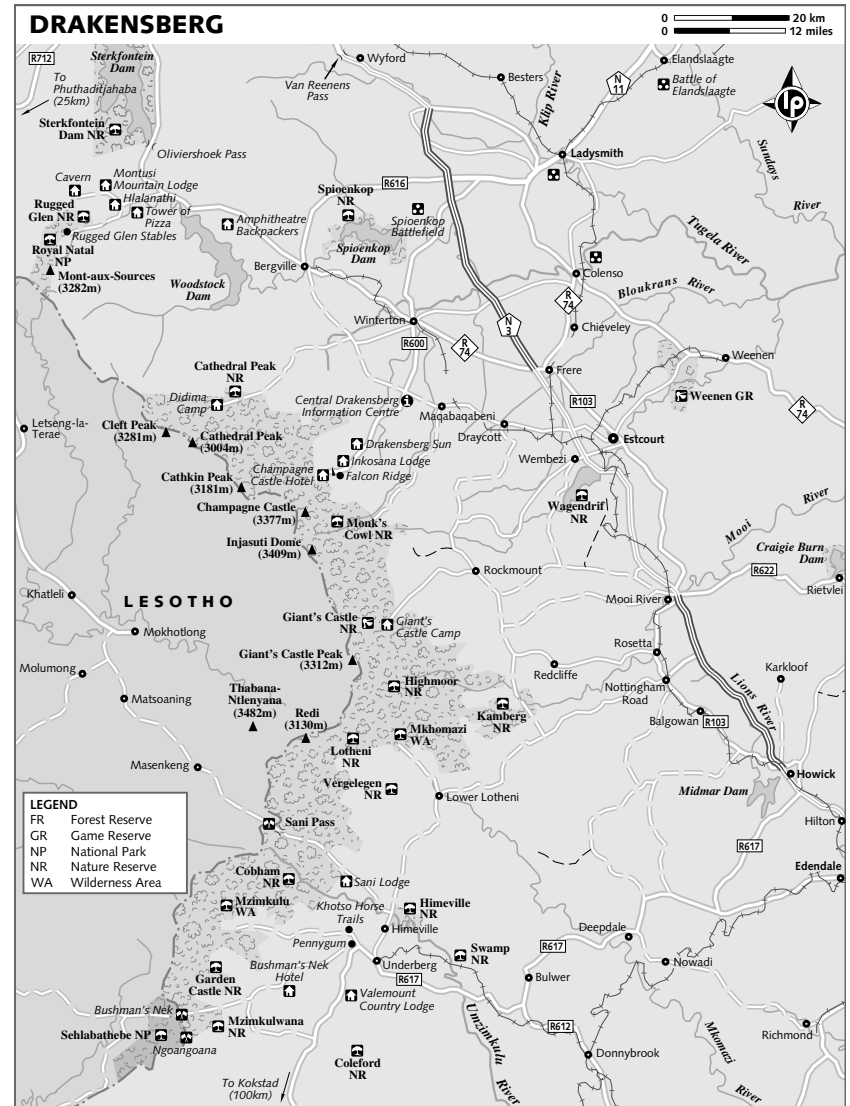 DRAKENSBERG
0 20 km
0 12 miles
R712
To
Phuthaditjahaba
(25km)
Sterkfontein
Dam
Wyford
Van Reenens
Pass
Besters
Klip River
N
11
Elandslaagte
Battle of
Elandslaagte
lp
Sterkfontein
Dam NR
Oliviershoek Pass
Ladysmith
Sundays
River
Cavern
Montusi
Mountain Lodge
Hlalanathi
Rugged
Glen NR
Tower of
Pizza
Rugged Glen Stables
Royal Natal
NP
Mont-aux-Sources
(3282m)
R616
Spioenkop
NR
Spioenkop
Battlefield
Amphitheatre
Backpackers
Spioenkop
Dam
Tugela River
Bergville
Woodstock
Dam
Colenso
Bloukrans River
R
74
Winterton
N
3
Chieveley
R600
R
74
Weenen
Cathedral Peak
NR
Frere
Didima
Camp
Central Drakensberg
Information Centre
R103
Weenen GR
R
74
Maqabaqabeni
Letseng-la-
Terae
Cleft Peak
(3281m)
Cathedral Peak
(3004m)
Drakensberg Sun
Draycott
Estcourt
Inkosana Lodge
Wembezi
Cathkin Peak
(3181m)
Champagne
Castle Hotel
Falcon Ridge
Wagendrif
NR
Champagne Castle
(3377m)
Monk's
Cowl NR
Mooi River
Injasuti Dome
(3409m)
Craigie Burn
Dam
Rockmount
R622
Rietvlei
Khatleli
LESOTHO
Mooi River
Giant's Castle
NR
Giant's
Castle Camp
Mokhotlong
Rosetta
Giant's Castle Peak
(3312m)
Molumong
Redcliffe
Lions River
Karkloof
Highmoor
NR
Thabana-
Ntlenyana
(3482m)
Matsoaning
Nottingham
Road
Kamberg
NR
Redi
(3130m)
Balgowan
R103
Lotheni
NR
Mkhomazi
WA
Masenkeng
Howick
Vergelegen
NR
Lower Lotheni
Midmar Dam
LEGEND
FR Forest Reserve
GR Game Reserve
NP National Park
NR Nature Reserve
WA Wilderness Area
Sani Pass
Hilton
R617
Cobham
NR
Sani Lodge
Edendale
Mzimkulu
WA
Khotso Horse
Trails
Himeville
NR
Himeville
Deepdale
Pennygum
Swamp
NR
R617
Nowadi
Garden
Castle NR
Bushman's Nek
Hotel
Underberg
R617
Bulwer
Valemount
Country Lodge
Bushman's Nek
Sehlabathebe NP
Ngoangoana
Mzimkulwana
NR
Umzimkulu
River
R612
Mkomazi
River
Richmond
Coleford
NR
Donnybrook
To Kokstad
(100km)